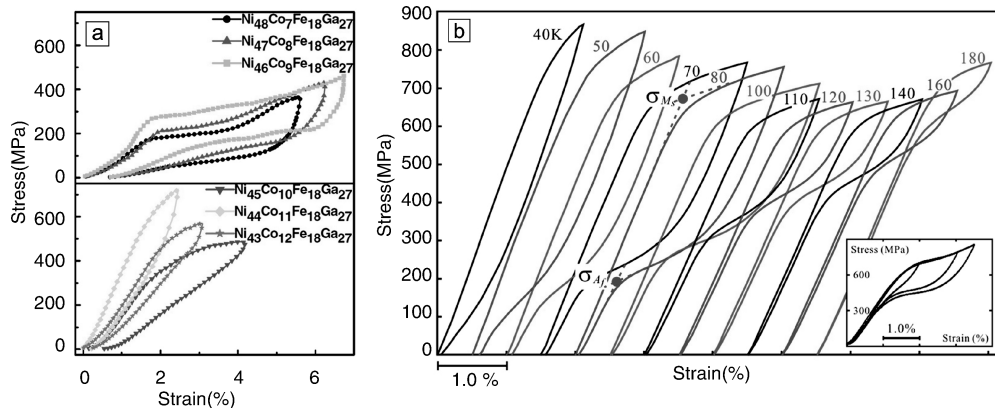 a
Ni48Co7Fe18Ga27
Ni47Co8Fe18Ga27
Ni46Co9Fe18Ga27
600
400
200
0
Stress(MPa)
Ni45Co10Fe18Ga27
Ni44Co11Fe18Ga27
Ni43Co12Fe18Ga27
600
400
200
0
0 2 4 6
Strain(%)
b
900
800
700
600
500
400
300
200
100
0
Stress(MPa)
40K
50
60
70
80
100
110
120
130
140
160
180
σMs
σAf
Stress (MPa)
600
300
1.0%
Strain (%)
1.0 %
Strain(%)